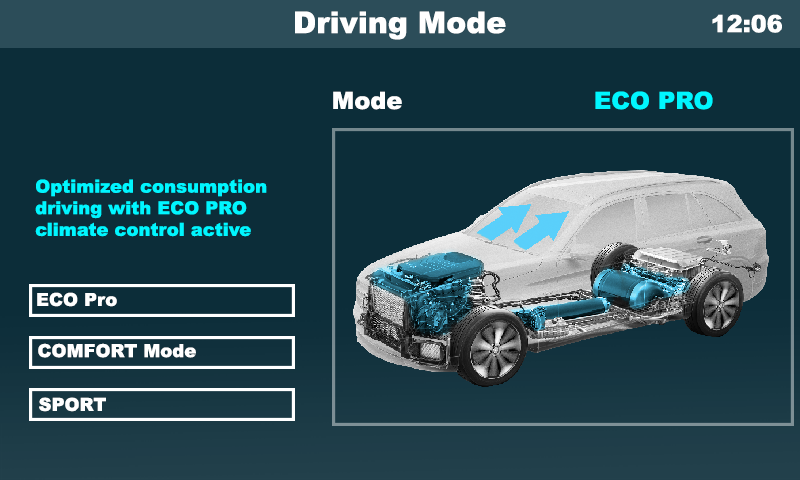 Driving Mode
12:06
Mode
ECO PRO
Optimized consumption
driving with ECO PRO
climate control active
ECO Pro
COMFORT Mode
SPORT